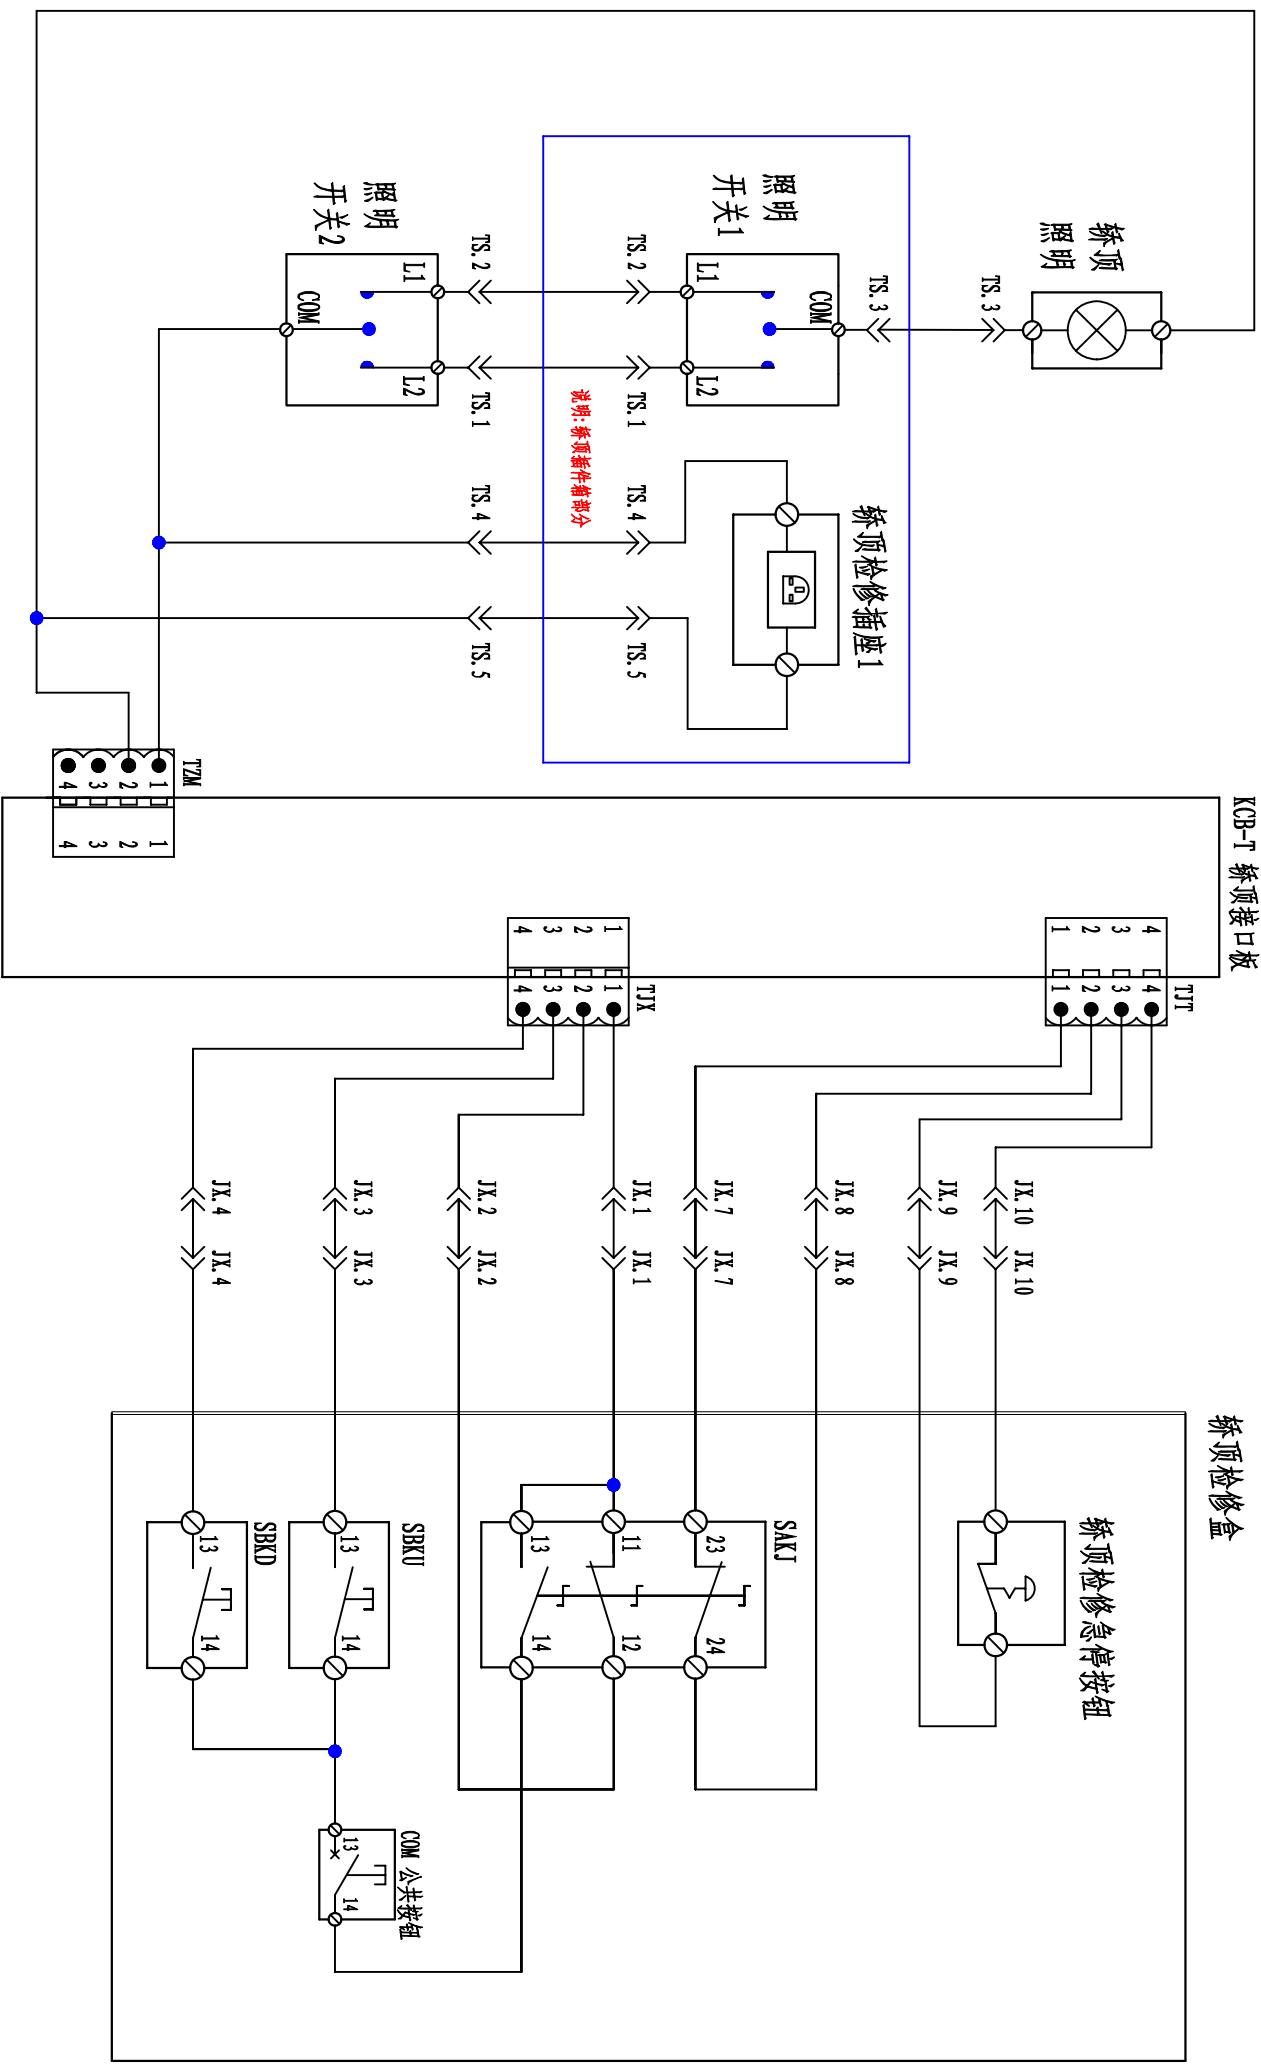 KCB-T 轿顶接口板
轿顶检修盒
轿顶
照明
轿顶检修急停按钮
TJT
4 4
3 3
2 2
1 1
JX.10 JX.10
JX.9 JX.9
JX.8 JX.8
JX.7 JX.7
TS.3 TS.3
照明
开关1
COM
L1
L2
轿顶检修插座1
说明:轿顶插件箱部分
TS.2 TS.1 TS.4 TS.5
TS.2 TS.1 TS.4 TS.5
照明
开关2
L1
L2
COM
TJX
1 1
2 2
3 3
4 4
JX.1 JX.1
JX.2 JX.2
JX.3 JX.3
JX.4 JX.4
SAKJ
23 24
11 12
13 14
SBKU
13 14
SBKD
13 14
COM 公共按钮
13 14
TZM
1 1
2 2
3 3
4 4